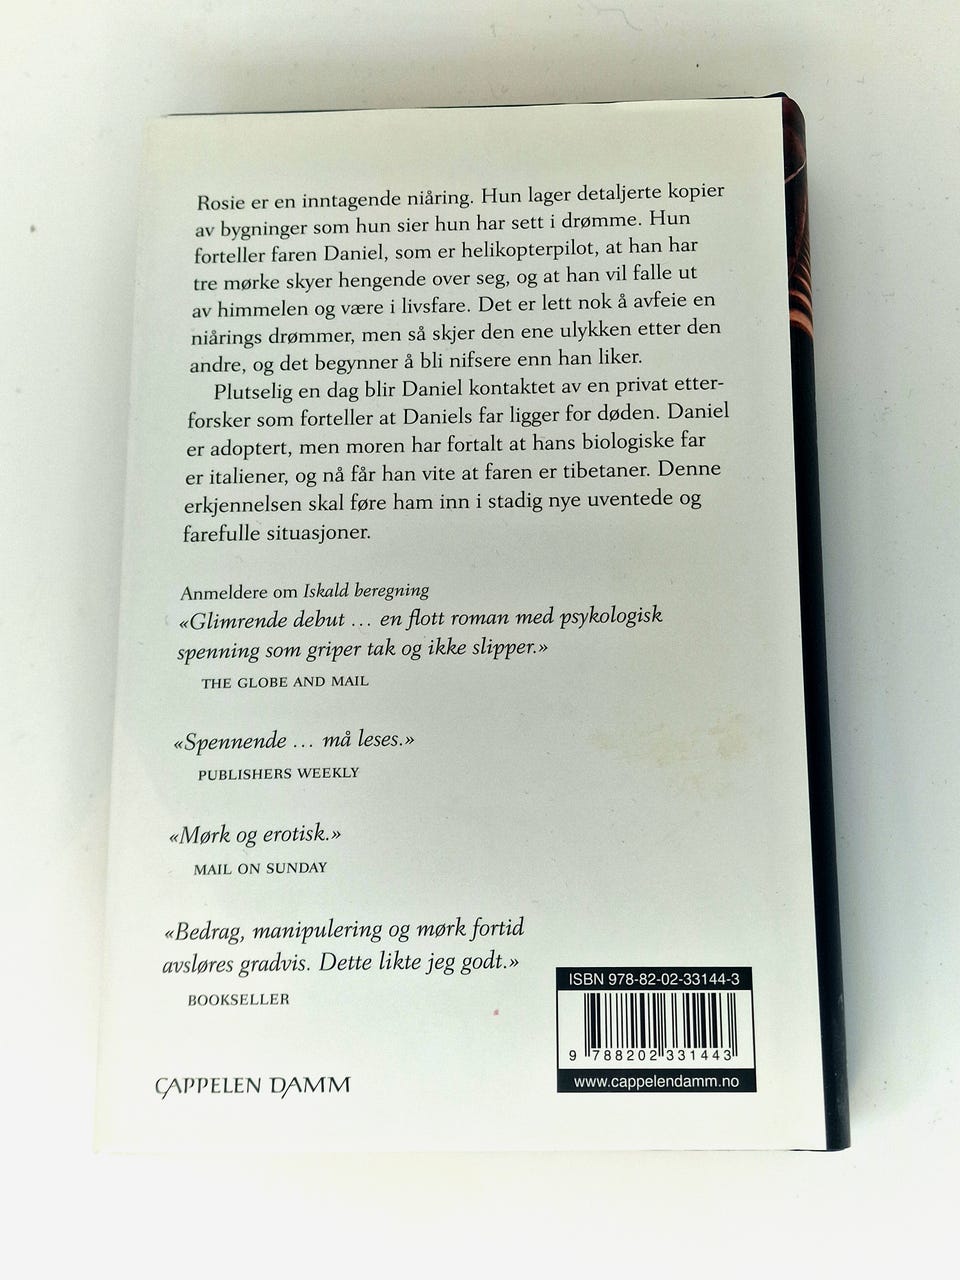 Rosie er en inntagende niåring. Hun lager detaljerte kopier
av bygninger som hun sier hun har sett i drømme. Hun
forteller faren Daniel, som er helikopterpilot, at han har
tre mørke skyer hengende over seg, og at han vil falle ut
av himmelen og være i livsfare. Det er lett nok å avfeie en
niårings drømmer, men så skjer den ene ulykken etter den
andre, og det begynner å bli nifsere enn han liker.
Plutselig en dag blir Daniel kontaktet av en privat etter-
forsker som forteller at Daniels far ligger for døden. Daniel
er adoptert, men moren har fortalt at hans biologiske far
er italiener, og nå får han vite at faren er tibetaner. Denne
erkjennelsen skal føre ham inn i stadig nye uventede og
farefulle situasjoner.
Anmeldere om Iskald beregning
«Glimrende debut ... en flott roman med psykologisk
spenning som griper tak og ikke slipper.»
THE GLOBE AND MAIL
«Spennende ... må leses.»
PUBLISHERS WEEKLY
«Mørk og erotisk.»
MAIL ON SUNDAY
«Bedrag, manipulering og mørk fortid
avsløres gradvis. Dette likte jeg godt.»
BOOKSELLER
CAPPELEN DAMM
ISBN 978-82-02-33144-3
9 788202 331443
www.cappelendamm.no